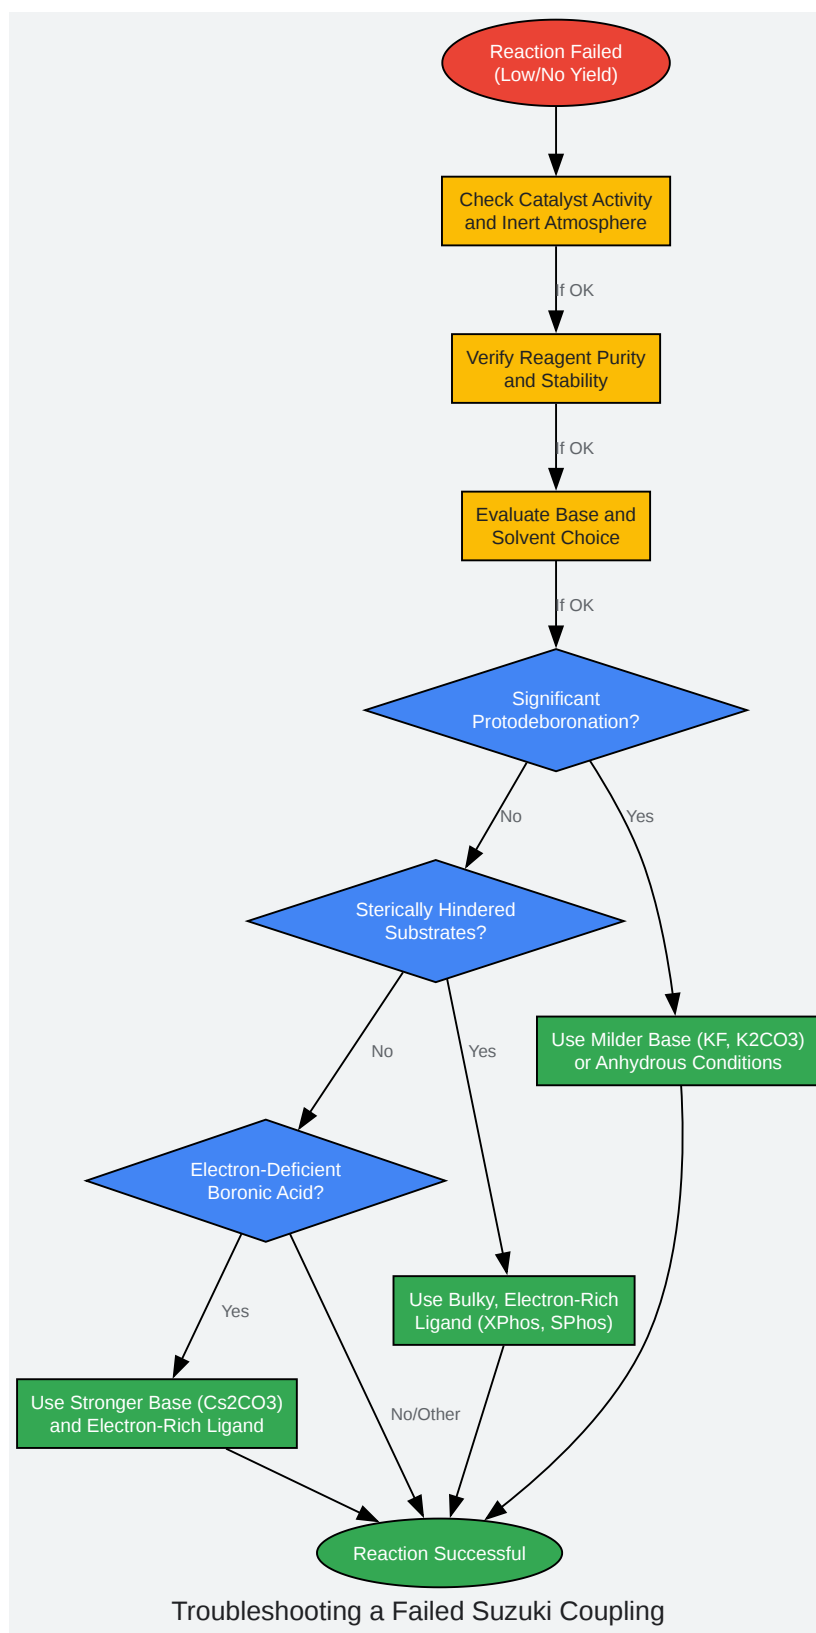 Reaction Failed
(Low/No Yield)
Check Catalyst Activity
and Inert Atmosphere
If OK
Verify Reagent Purity
and Stability
If OK
Evaluate Base and
Solvent Choice
If OK
Significant
Protodeboronation?
No
Yes
Sterically Hindered
Substrates?
No
Yes
Use Milder Base (KF, K2CO3)
or Anhydrous Conditions
Electron-Deficient
Boronic Acid?
Yes
Use Bulky, Electron-Rich
Ligand (XPhos, SPhos)
Use Stronger Base (Cs2CO3)
and Electron-Rich Ligand
No/Other
Reaction Successful
Troubleshooting a Failed Suzuki Coupling